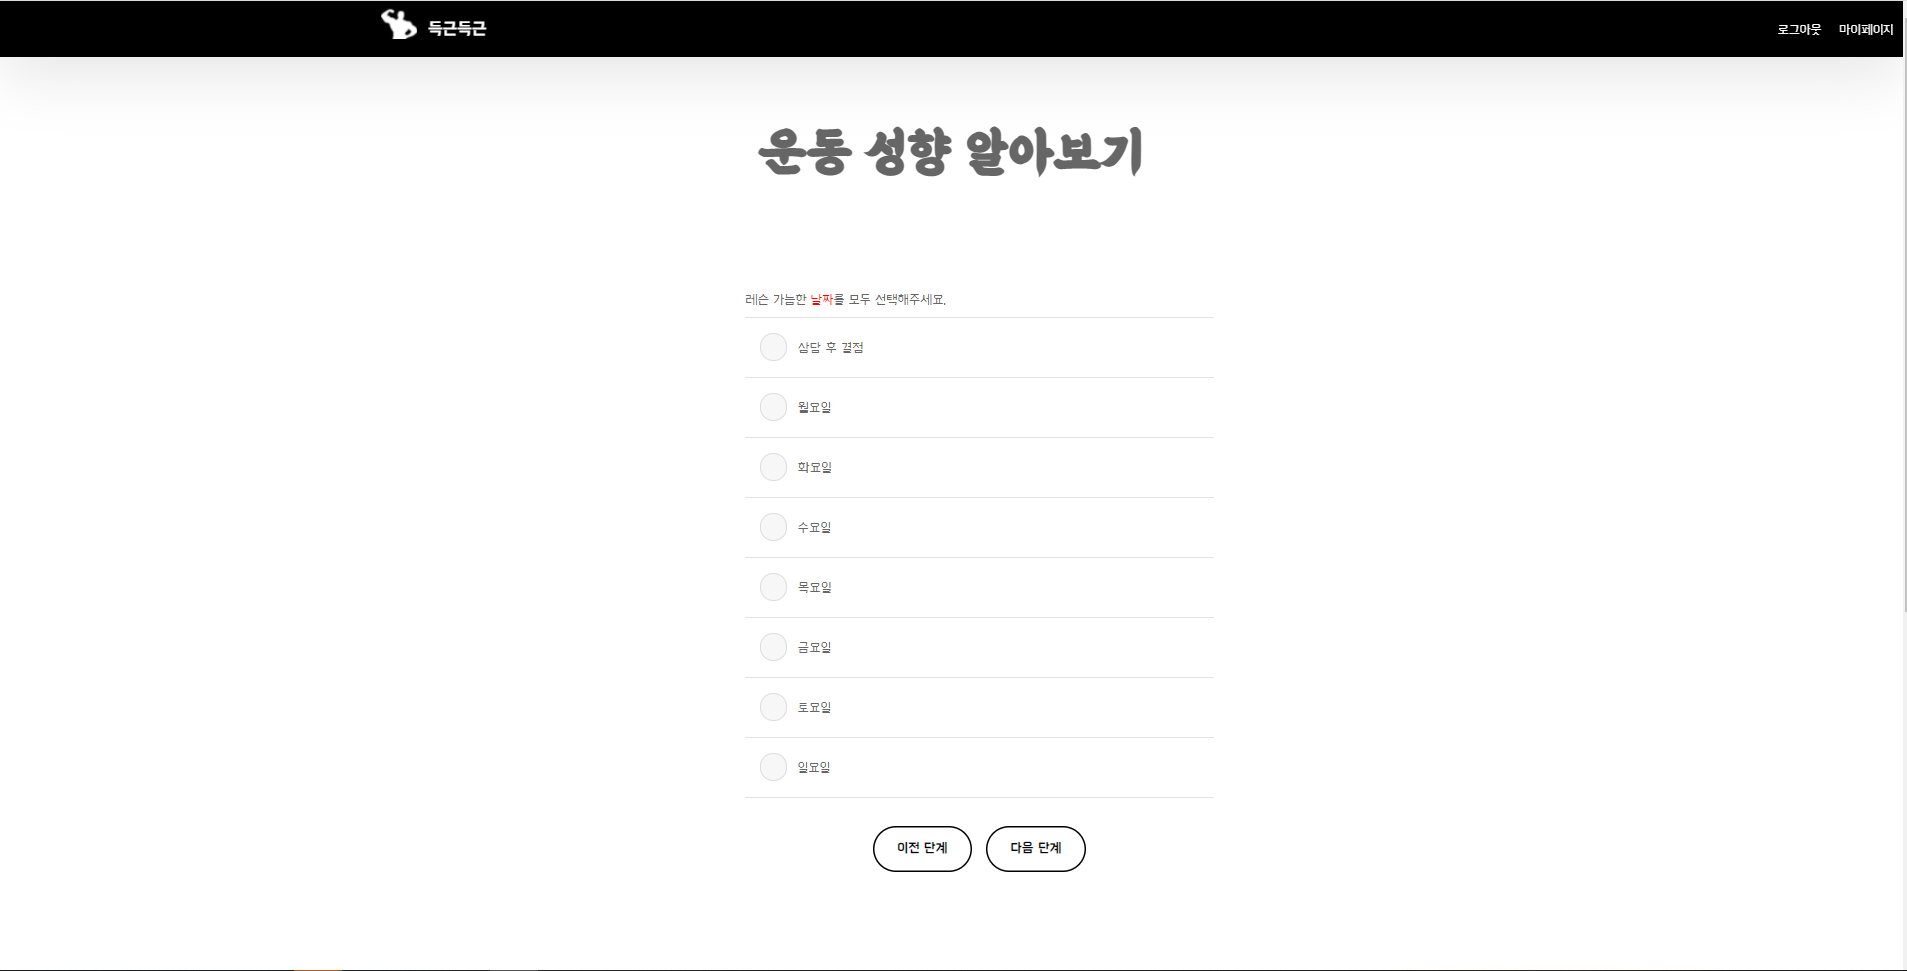 득근득근
로그아웃 마이페이지
운동 성향 알아보기
레슨 가능한 날짜를 모두 선택해주세요.
상담 후 결정
월요일
화요일
수요일
목요일
금요일
토요일
일요일
이전 단계 다음 단계